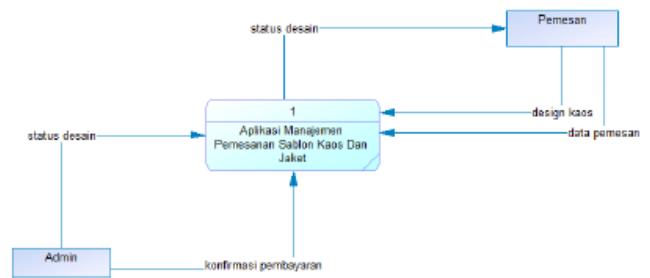 status desain
Pemesan
design kaos
data pemesan
1
Aplikasi Manajemen
Pemesanan Sablon Kaos Dan
Jaket
status desain
Admin
konfirmasi pembayaran